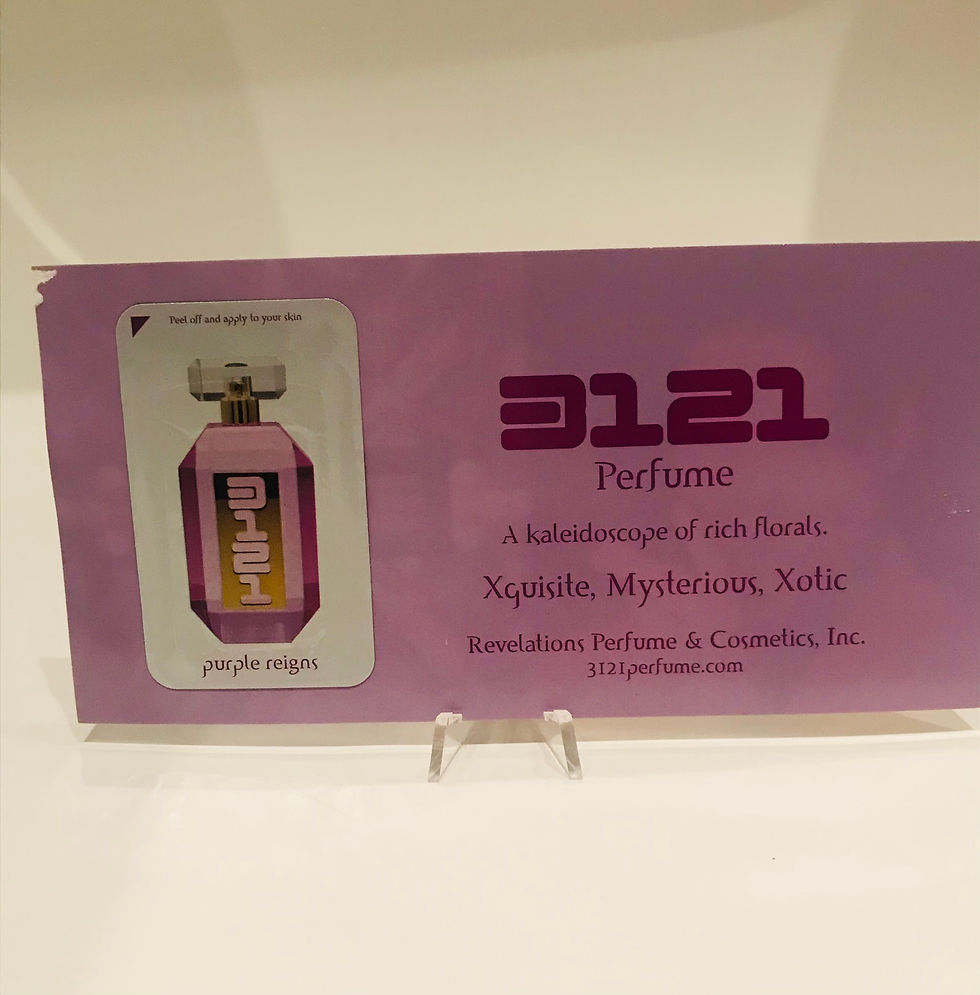 Peel off and apply to your skin
3121
purple reigns
3121
Perfume
A kaleidoscope of rich florals.
Xquisite, Mysterious, Xotic
Revelations Perfume & Cosmetics, Inc.
3121perfume.com